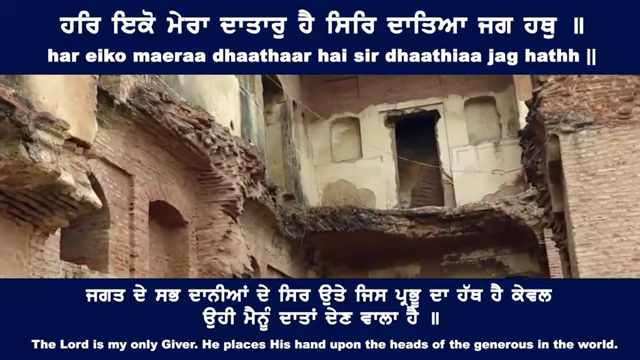 ਹਰਿ ਇਕੋ ਮੇਰਾ ਦਾਤਾਰੁ ਹੈ ਸਿਰਿ ਦਾਤਿਆ ਜਗ ਹਥੁ ॥
har eiko maeraa dhaathaar hai sir dhaathiaa jag hathh ||
ਜਗਤ ਦੇ ਸਭ ਦਾਨੀਆਂ ਦੇ ਸਿਰ ਉਤੇ ਜਿਸ ਪ੍ਰਭੂ ਦਾ ਹੱਥ ਹੈ ਕੇਵਲ
ਉਹੀ ਮੈਨੂੰ ਦਾਤਾਂ ਦੇਣ ਵਾਲਾ ਹੈ ॥
The Lord is my only Giver. He places His hand upon the heads of the generous in the world.